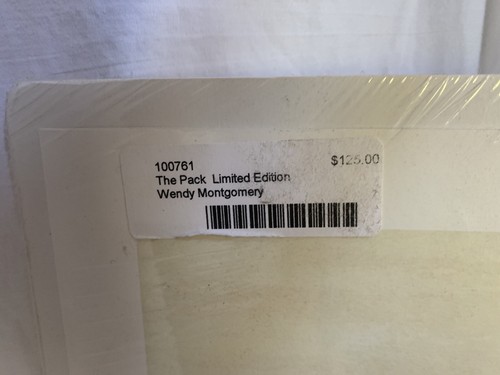 100761 $125.00
The Pack Limited Edition
Wendy Montgomery